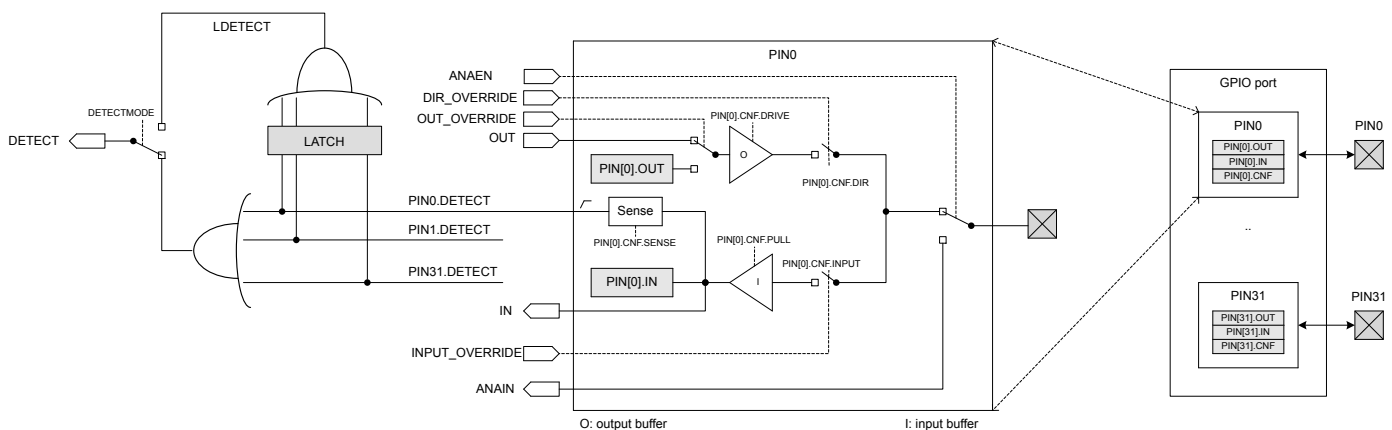 LDETECT
DETECTMODE
DETECT
LATCH
PIN0.DETECT
PIN1.DETECT
PIN31.DETECT
ANAEN
DIR_OVERRIDE
OUT_OVERRIDE
OUT
IN
INPUT_OVERRIDE
ANAIN
PIN0
PIN[0].CNF.DRIVE
O
PIN[0].OUT
PIN[0].CNF.DIR
Sense
PIN[0].CNF.SENSE
PIN[0].CNF.PULL
PIN[0].CNF.INPUT
PIN[0].IN
I
O: output buffer
I: input buffer
GPIO port
PIN0
PIN[0].OUT
PIN[0].IN
PIN[0].CNF
PIN0
..
PIN31
PIN[31].OUT
PIN[31].IN
PIN[31].CNF
PIN31